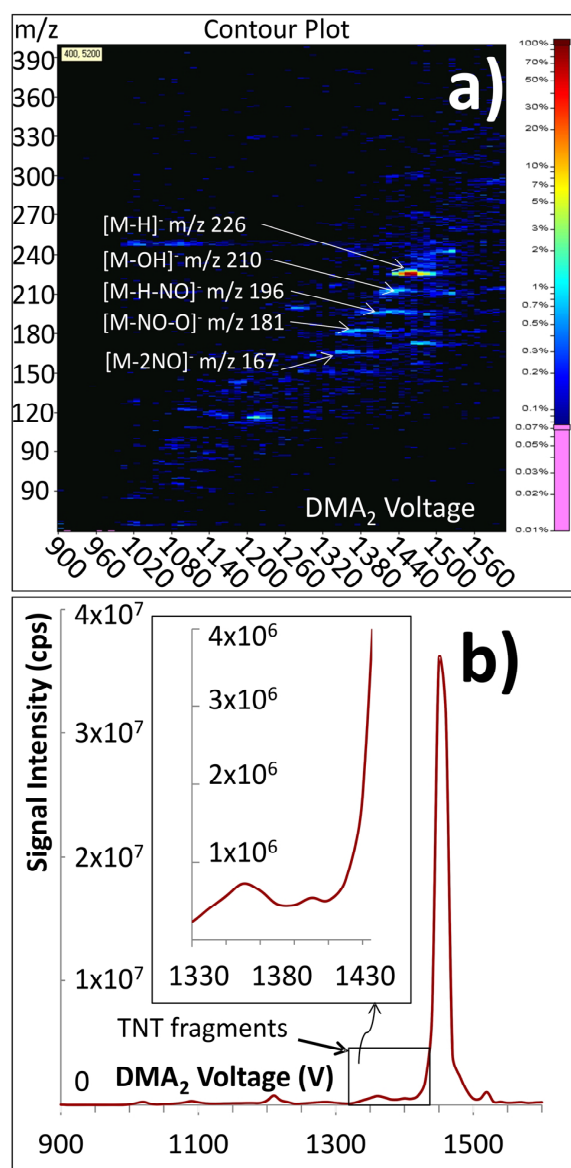 m/z Contour Plot
400, 5200
a)
390
360
330
300
270
240
210
180
150
120
90
90
[M-H]⁻ m/z 226
[M-OH]⁻ m/z 210
[M-H-NO]⁻ m/z 196
[M-NO-O]⁻ m/z 181
[M-2NO]⁻ m/z 167
DMA₂ Voltage
100%
70%
50%
30%
20%
10%
7%
5%
3%
2%
1%
0.7%
0.5%
0.3%
0.2%
0.1%
0.07%
0.05%
0.03%
0.02%
0.01%
900 960 1020 1080 1140 1200 1260 1320 1380 1440 1500 1560
b)
Signal Intensity (cps)
4x10⁷
3x10⁷
2x10⁷
1x10⁷
0
4x10⁶
3x10⁶
2x10⁶
1x10⁶
1330 1380 1430
TNT fragments
DMA₂ Voltage (V)
900 1100 1300 1500